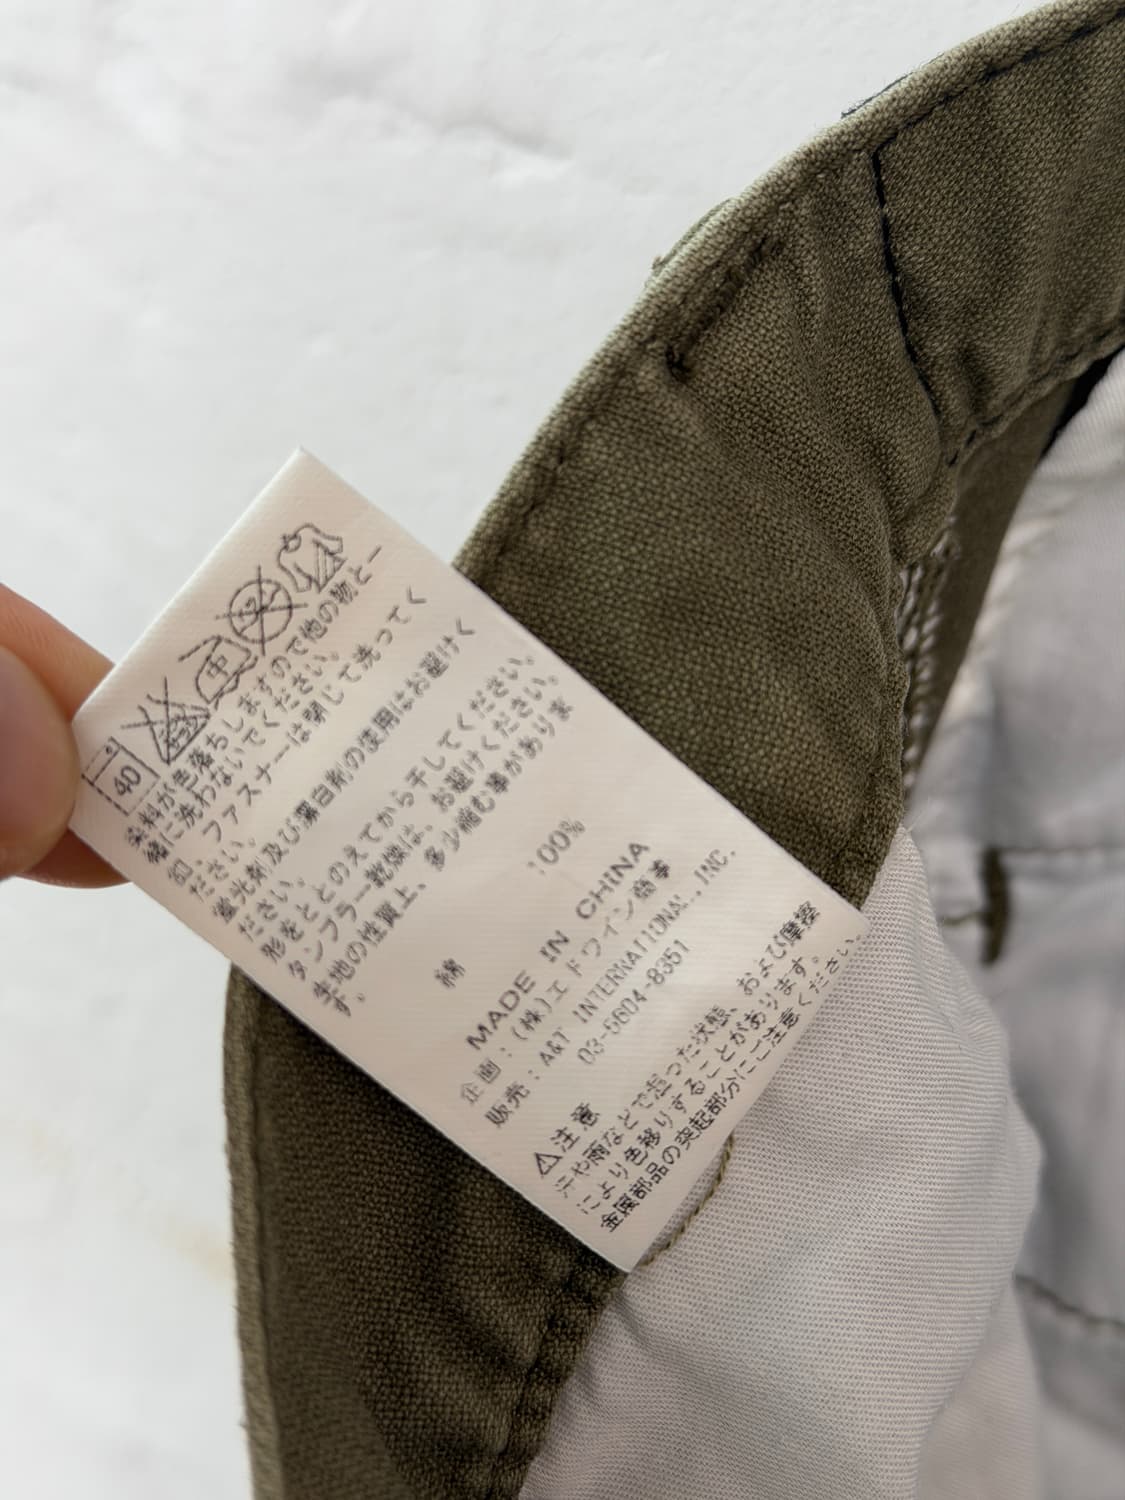 40 中
染料が色落ちしますので他の物と一
緒に洗わないでください。
ファスナーは閉じて洗ってく
ださい。
蛍光剤及び漂白剤の使用はお避けく
ださい。
形をととのえてから干してください。
タンブラー乾燥は、お避けください。
生地の性質上、多少縮む事がありま
す。
綿 100%
MADE IN CHINA
企画:(株)エドウイン商事
販売:A&T INTERNATIONAL.,INC.
03-5604-8351
⚠注意
汗や雨などで湿った状態、および摩擦
により色移りすることがあります。
金属部品の突起部分にご注意ください。